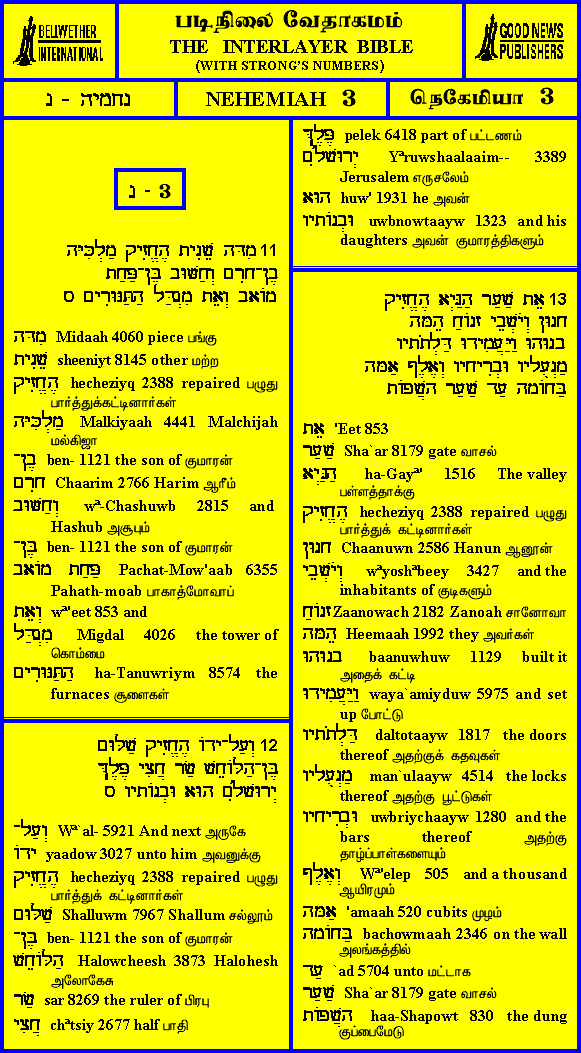 BELLWETHER
INTERNATIONAL
படிநிலை வேதாகமம்
THE INTERLAYER BIBLE
(WITH STRONG'S NUMBERS)
GOOD NEWS
PUBLISHERS
נחמיה - נ
NEHEMIAH 3
நெகேமியா 3
נ - 3
11 מִדָּה שֵׁנִית הֶחֱזִיק מַלְכִּיָּה
בֶן־חָרִם וְחַשּׁוּב בֶּן־פַּחַת
מוֹאָב וְאֵת מִגְדַּל הַתַּנּוּרִים ס
מִדָּה Midaah 4060 piece பங்கு
שֵׁנִית sheeniyt 8145 other மற்ற
הֶחֱזִיק hecheziyq 2388 repaired பழுது
பார்த்துக்கட்டினார்கள்
מַלְכִּיָּה Malkiyaah 4441 Malchijah
மல்கிஜா
בֶן־ ben- 1121 the son of குமாரன்
חָרִם Chaarim 2766 Harim ஆரீம்
וְחַשּׁוּב wª-Chashuwb 2815 and
Hashub அசூபும்
בֶּן־ ben- 1121 the son of குமாரன்
פַּחַת מוֹאָב Pachat-Mow'aab 6355
Pahath-moab பாகாத்மோவாப்
וְאֵת wª'eet 853 and
מִגְדַּל Migdal 4026 the tower of
கொம்மை
הַתַּנּוּרִים ha-Tanuwriym 8574 the
furnaces சூளைகள்
12 וְעַל־יָדוֹ הֶחֱזִיק שַׁלּוּם
בֶּן־הַלּוֹחֵשׁ שַׂר חֲצִי פֶּלֶךְ
יְרוּשָׁלִָם הוּא וּבְנוֹתָיו ס
וְעַל־ Wª`al- 5921 And next அருகே
יָדוֹ yaadow 3027 unto him அவனுக்கு
הֶחֱזִיק hecheziyq 2388 repaired பழுது
பார்த்துக் கட்டினார்கள்
שַׁלּוּם Shalluwm 7967 Shallum சல்லூம்
בֶּן־ ben- 1121 the son of குமாரன்
הַלּוֹחֵשׁ Halowcheesh 3873 Halohesh
அலோகேசு
שַׂר sar 8269 the ruler of பிரபு
חֲצִי chªtsiy 2677 half பாதி
פֶּלֶךְ pelek 6418 part of பட்டணம்
יְרוּשָׁלִַם Yªruwshaalaaim-- 3389
Jerusalem எருசலேம்
הוּא huw' 1931 he அவன்
וּבְנוֹתָיו uwbnowtaayw 1323 and his
daughters அவன் குமாரத்திகளும்
13 אֵת שַׁעַר הַגַּיְא הֶחֱזִיק
חָנוּן וְיֹשְׁבֵי זָנוֹחַ הֵמָּה
בָנוּהוּ וַיַּעֲמִידוּ דַּלְתֹתָיו
מַנְעֻלָיו וּבְרִיחָיו וְאֶלֶף אַמָּה
בַּחוֹמָה עַד שַׁעַר הָשֲׁפוֹת
אֵת 'Eet 853
שַׁעַר Sha`ar 8179 gate வாசல்
הַגַּיְא ha-Gayª' 1516 The valley
பள்ளத்தாக்கு
הֶחֱזִיק hecheziyq 2388 repaired பழுது
பார்த்துக் கட்டினார்கள்
חָנוּן Chaanuwn 2586 Hanun ஆனூன்
וְיֹשְׁבֵי wªyoshªbeey 3427 and the
inhabitants of குடிகளும்
זָנוֹחַ Zaanowach 2182 Zanoah சானோவா
הֵמָּה Heemaah 1992 they அவர்கள்
בָנוּהוּ baanuwhuw 1129 built it
அதைக் கட்டி
וַיַּעֲמִידוּ waya`amiyduw 5975 and set
up போட்டு
דַּלְתֹתָיו daltotaayw 1817 the doors
thereof அதற்குக் கதவுகள்
מַנְעֻלָיו man`ulaayw 4514 the locks
thereof அதற்கு பூட்டுகள்
וּבְרִיחָיו uwbriychaayw 1280 and the
bars thereof அதற்கு
தாழ்ப்பாள்களையும்
וְאֶלֶף Wª'elep 505 and a thousand
ஆயிரமும்
אַמָּה 'amaah 520 cubits முழம்
בַּחוֹמָה bachowmaah 2346 on the wall
அலங்கத்தில்
עַד `ad 5704 unto மட்டாக
שַׁעַר Sha`ar 8179 gate வாசல்
הָשֲׁפוֹת haa-Shapowt 830 the dung
குப்பைமேடு